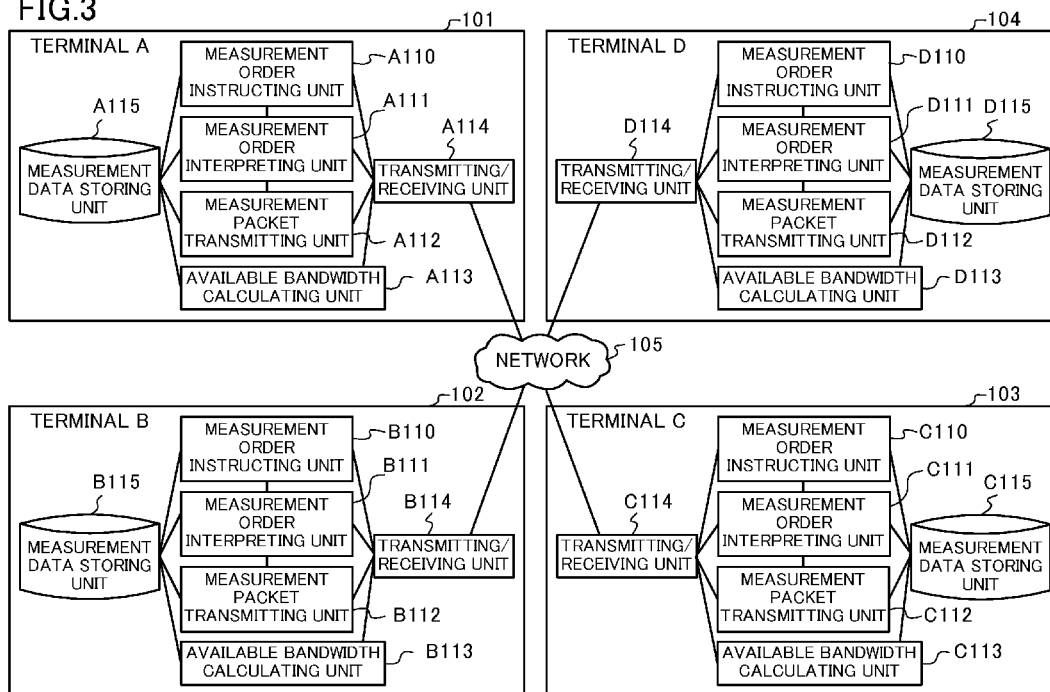 FIG.3
101
TERMINAL A
MEASUREMENT
ORDER
INSTRUCTING UNIT
A110
A111
A115
MEASUREMENT
DATA STORING
UNIT
MEASUREMENT
ORDER
INTERPRETING UNIT
A114
TRANSMITTING/
RECEIVING UNIT
MEASUREMENT
PACKET
TRANSMITTING UNIT
A112
AVAILABLE BANDWIDTH
CALCULATING UNIT
A113
104
TERMINAL D
MEASUREMENT
ORDER
INSTRUCTING UNIT
D110
D111
D115
D114
TRANSMITTING/
RECEIVING UNIT
MEASUREMENT
ORDER
INTERPRETING UNIT
MEASUREMENT
DATA STORING
UNIT
MEASUREMENT
PACKET
TRANSMITTING UNIT
D112
AVAILABLE BANDWIDTH
CALCULATING UNIT
D113
NETWORK
105
102
TERMINAL B
MEASUREMENT
ORDER
INSTRUCTING UNIT
B110
B111
B115
MEASUREMENT
DATA STORING
UNIT
MEASUREMENT
ORDER
INTERPRETING UNIT
B114
TRANSMITTING/
RECEIVING UNIT
MEASUREMENT
PACKET
TRANSMITTING UNIT
B112
AVAILABLE BANDWIDTH
CALCULATING UNIT
B113
103
TERMINAL C
MEASUREMENT
ORDER
INSTRUCTING UNIT
C110
C111
C115
C114
TRANSMITTING/
RECEIVING UNIT
MEASUREMENT
ORDER
INTERPRETING UNIT
MEASUREMENT
DATA STORING
UNIT
MEASUREMENT
PACKET
TRANSMITTING UNIT
C112
AVAILABLE BANDWIDTH
CALCULATING UNIT
C113